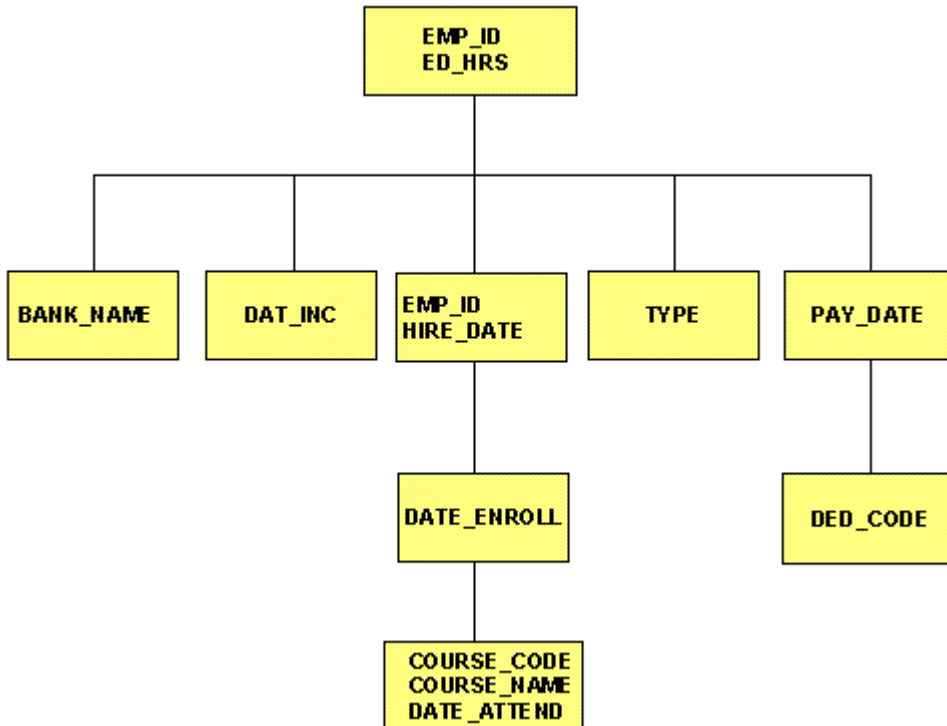 EMP_ID
ED_HRS
BANK_NAME
DAT_INC
EMP_ID
HIRE_DATE
TYPE
PAY_DATE
DATE_ENROLL
DED_CODE
COURSE_CODE
COURSE_NAME
DATE_ATTEND